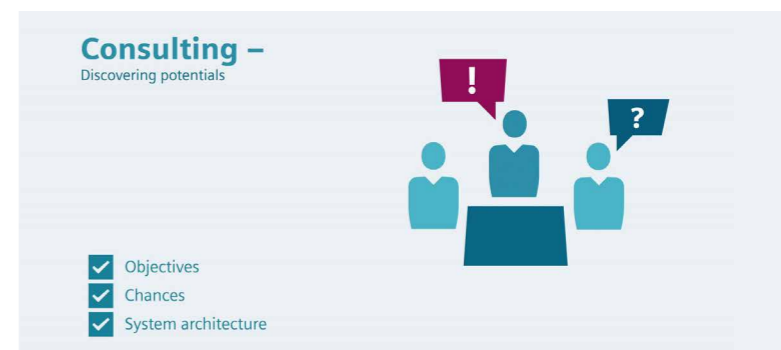 Consulting –
Discovering potentials
!
?
Objectives
Chances
System architecture